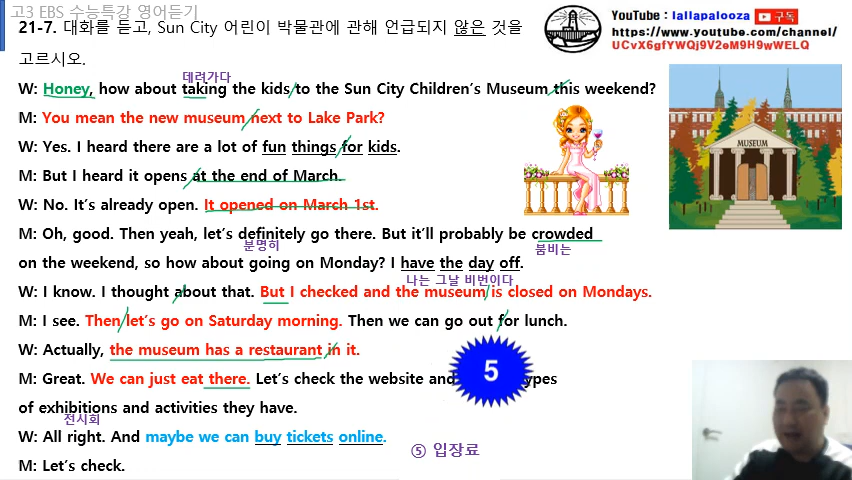 고3 EBS 수능특강 영어듣기
21-7. 대화를 듣고, Sun City 어린이 박물관에 관해 언급되지 않은 것을
고르시오.
데려가다
W: Honey, how about taking the kids to the Sun City Children's Museum this weekend?
M: You mean the new museum next to Lake Park?
W: Yes. I heard there are a lot of fun things for kids.
M: But I heard it opens at the end of March.
W: No. It's already open. It opened on March 1st.
M: Oh, good. Then yeah, let's definitely go there. But it'll probably be crowded
분명히
붐비는
on the weekend, so how about going on Monday? I have the day off.
나는 그날 비번이다
W: I know. I thought about that. But I checked and the museum is closed on Mondays.
M: I see. Then let's go on Saturday morning. Then we can go out for lunch.
W: Actually, the museum has a restaurant in it.
M: Great. We can just eat there. Let's check the website and ypes
of exhibitions and activities they have.
전시회
W: All right. And maybe we can buy tickets online.
M: Let's check.
5
⑤ 입장료
YouTube : lallapalooza 구독
https://www.youtube.com/channel/
UCvX6gfYWQj9V2eM9H9wWELQ
MUSEUM